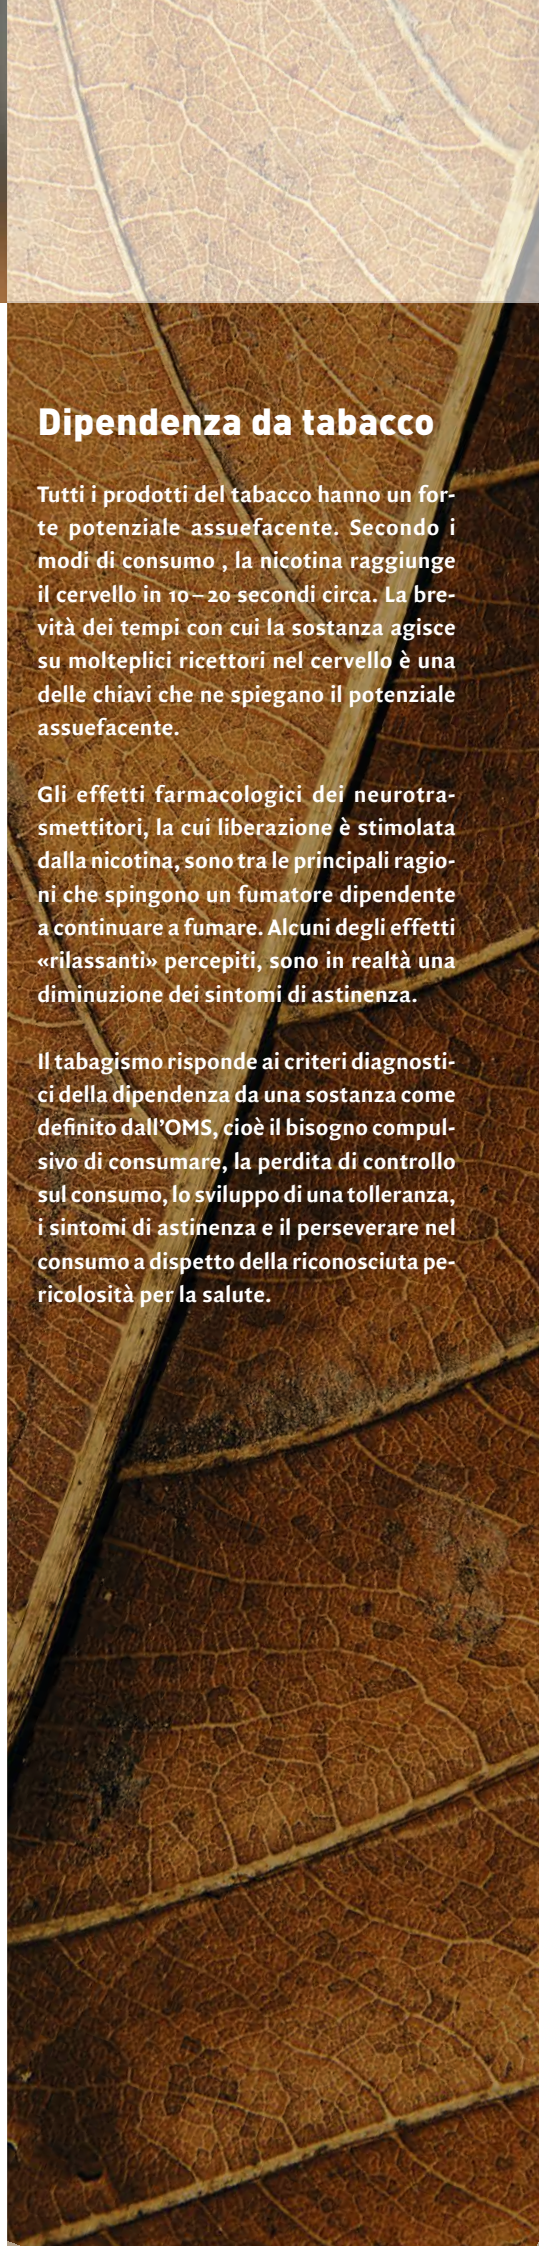 Dipendenza da tabacco
Tutti i prodotti del tabacco hanno un for-
te potenziale assuefacente. Secondo i
modi di consumo , la nicotina raggiunge
il cervello in 10–20 secondi circa. La bre-
vità dei tempi con cui la sostanza agisce
su molteplici ricettori nel cervello è una
delle chiavi che ne spiegano il potenziale
assuefacente.
Gli effetti farmacologici dei neurotra-
smettitori, la cui liberazione è stimolata
dalla nicotina, sono tra le principali ragio-
ni che spingono un fumatore dipendente
a continuare a fumare. Alcuni degli effetti
«rilassanti» percepiti, sono in realtà una
diminuzione dei sintomi di astinenza.
Il tabagismo risponde ai criteri diagnosti-
ci della dipendenza da una sostanza come
definito dall’OMS, cioè il bisogno compul-
sivo di consumare, la perdita di controllo
sul consumo, lo sviluppo di una tolleranza,
i sintomi di astinenza e il perseverare nel
consumo a dispetto della riconosciuta pe-
ricolosità per la salute.